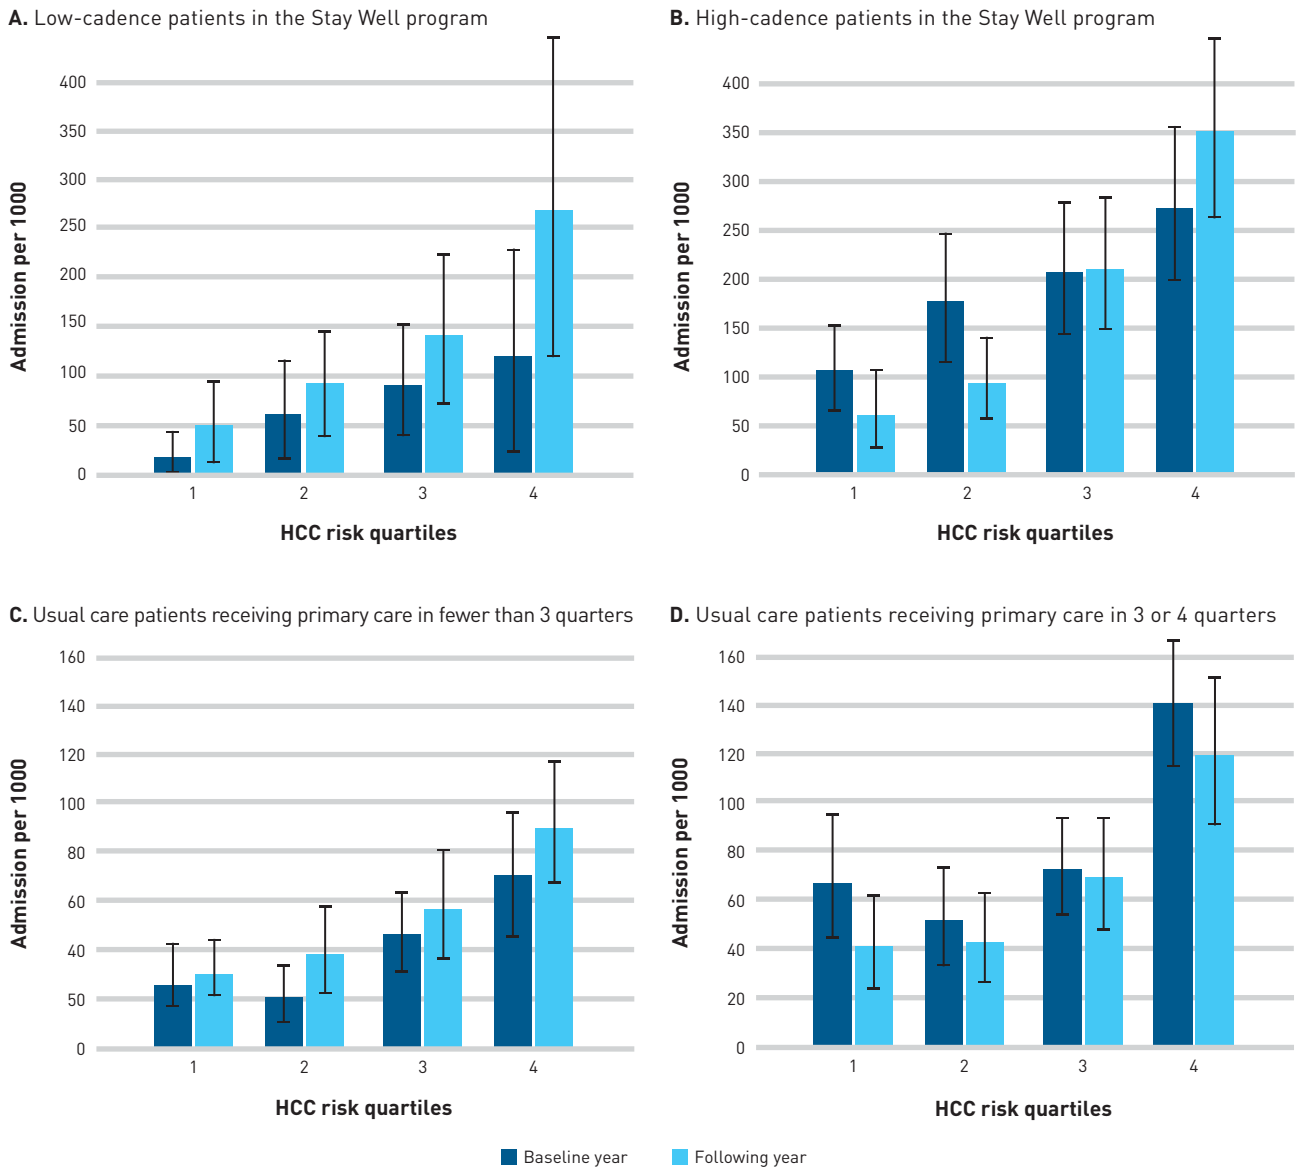 A. Low-cadence patients in the Stay Well program
400
350
300
250
200
150
100
50
0
Admission per 1000
1 2 3 4
HCC risk quartiles
B. High-cadence patients in the Stay Well program
400
350
300
250
200
150
100
50
0
Admission per 1000
1 2 3 4
HCC risk quartiles
C. Usual care patients receiving primary care in fewer than 3 quarters
160
140
120
100
80
60
40
50
0
Admission per 1000
1 2 3 4
HCC risk quartiles
D. Usual care patients receiving primary care in 3 or 4 quarters
160
140
120
100
80
60
40
20
0
Admission per 1000
1 2 3 4
HCC risk quartiles
Baseline year Following year